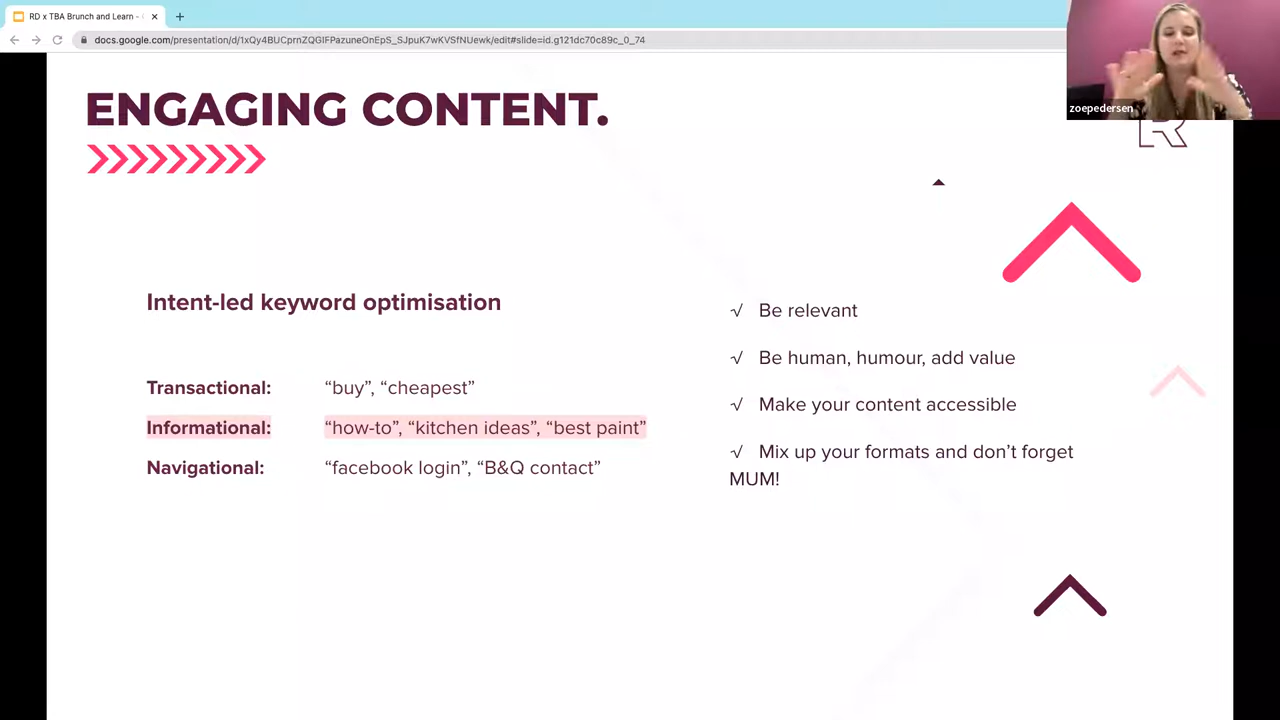 RD x TBA Brunch and Learn -
docs.google.com/presentation/d/1xQy4BUCprnZQGIFPazuneOnEpS_SJpuK7wKVSfNUewk/edit#slide=id.g121dc70c89c_0_74
zoepedersen
R
ENGAGING CONTENT.
Intent-led keyword optimisation
Transactional: “buy”, “cheapest”
Informational: “how-to”, “kitchen ideas”, “best paint”
Navigational: “facebook login”, “B&Q contact”
√ Be relevant
√ Be human, humour, add value
√ Make your content accessible
√ Mix up your formats and don’t forget
MUM!